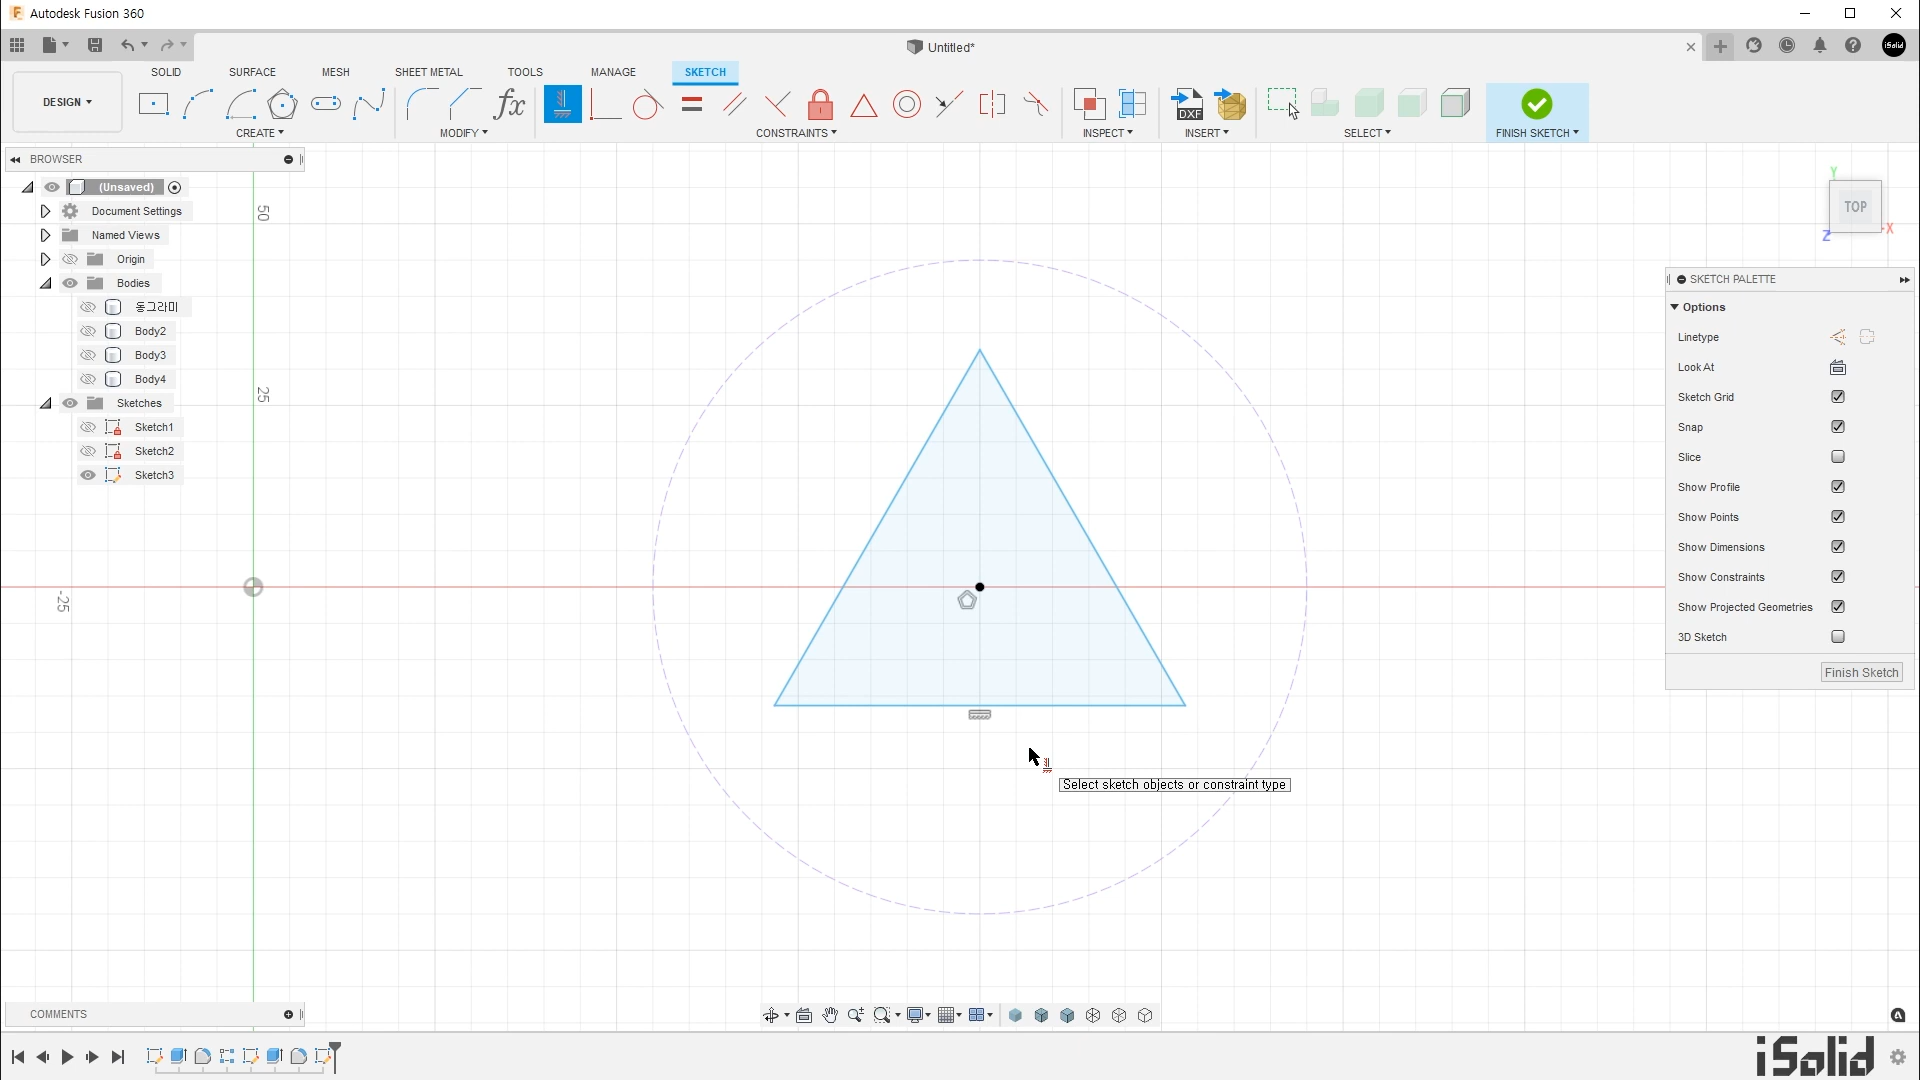 Autodesk Fusion 360
Untitled*
iSolid
SOLID SURFACE MESH SHEET METAL TOOLS MANAGE SKETCH
DESIGN
fx
DXF
CREATE MODIFY CONSTRAINTS INSPECT INSERT SELECT FINISH SKETCH
BROWSER
(Unsaved)
Document Settings
Named Views
Origin
Bodies
동그라미
Body2
Body3
Body4
Sketches
Sketch1
Sketch2
Sketch3
50
25
-25
Y
TOP
X
Z
SKETCH PALETTE
Options
Linetype
Look At
Sketch Grid
Snap
Slice
Show Profile
Show Points
Show Dimensions
Show Constraints
Show Projected Geometries
3D Sketch
Finish Sketch
Select sketch objects or constraint type
COMMENTS
iSolid